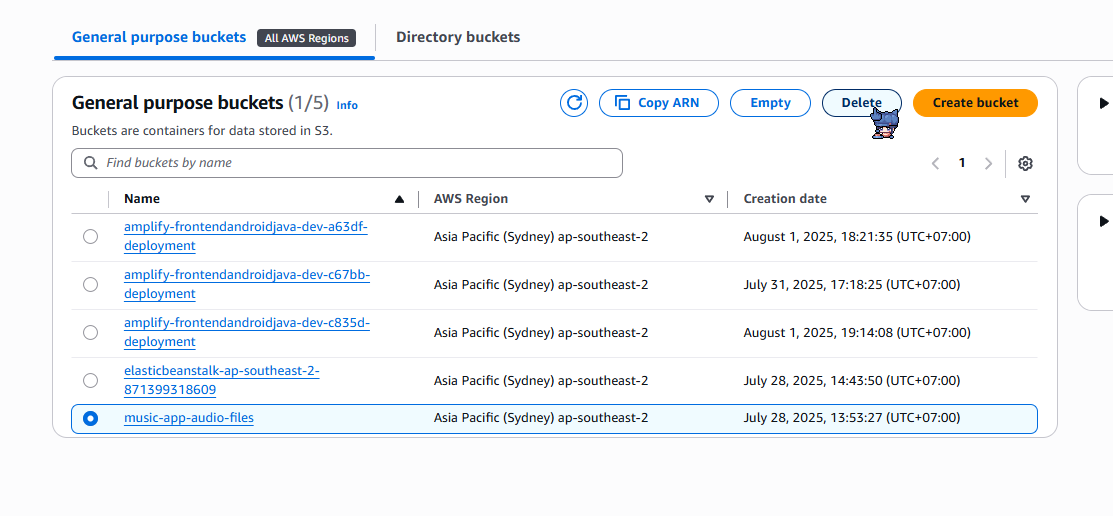 General purpose buckets All AWS Regions Directory buckets
General purpose buckets (1/5) Info
Copy ARN Empty Delete Create bucket
Buckets are containers for data stored in S3.
Find buckets by name
1
Name AWS Region Creation date
amplify-frontendandroidjava-dev-a63df-
deployment
Asia Pacific (Sydney) ap-southeast-2 August 1, 2025, 18:21:35 (UTC+07:00)
amplify-frontendandroidjava-dev-c67bb-
deployment
Asia Pacific (Sydney) ap-southeast-2 July 31, 2025, 17:18:25 (UTC+07:00)
amplify-frontendandroidjava-dev-c835d-
deployment
Asia Pacific (Sydney) ap-southeast-2 August 1, 2025, 19:14:08 (UTC+07:00)
elasticbeanstalk-ap-southeast-2-
871399318609
Asia Pacific (Sydney) ap-southeast-2 July 28, 2025, 14:43:50 (UTC+07:00)
music-app-audio-files Asia Pacific (Sydney) ap-southeast-2 July 28, 2025, 13:53:27 (UTC+07:00)